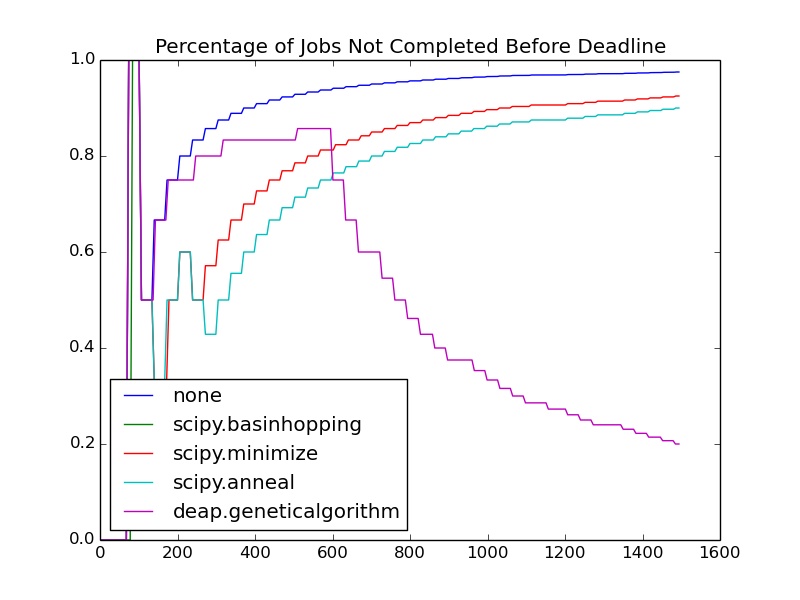 Percentage of Jobs Not Completed Before Deadline
1.0
0.8
0.6
0.4
0.2
0.0
none
scipy.basinhopping
scipy.minimize
scipy.anneal
deap.geneticalgorithm
0 200 400 600 800 1000 1200 1400 1600